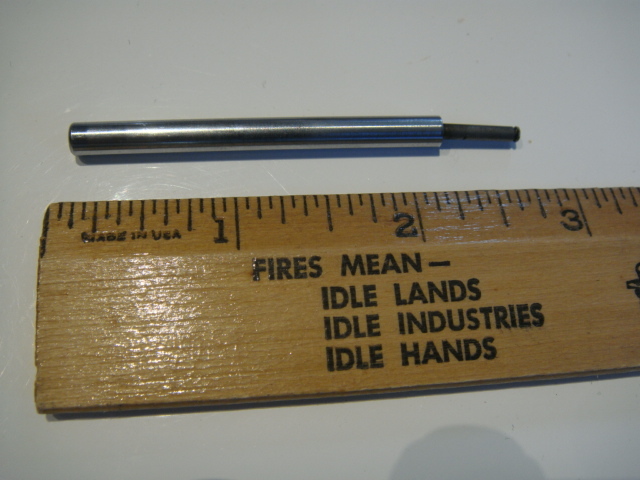 MADE IN USA
1 2 3
FIRES MEAN—
IDLE LANDS
IDLE INDUSTRIES
IDLE HANDS